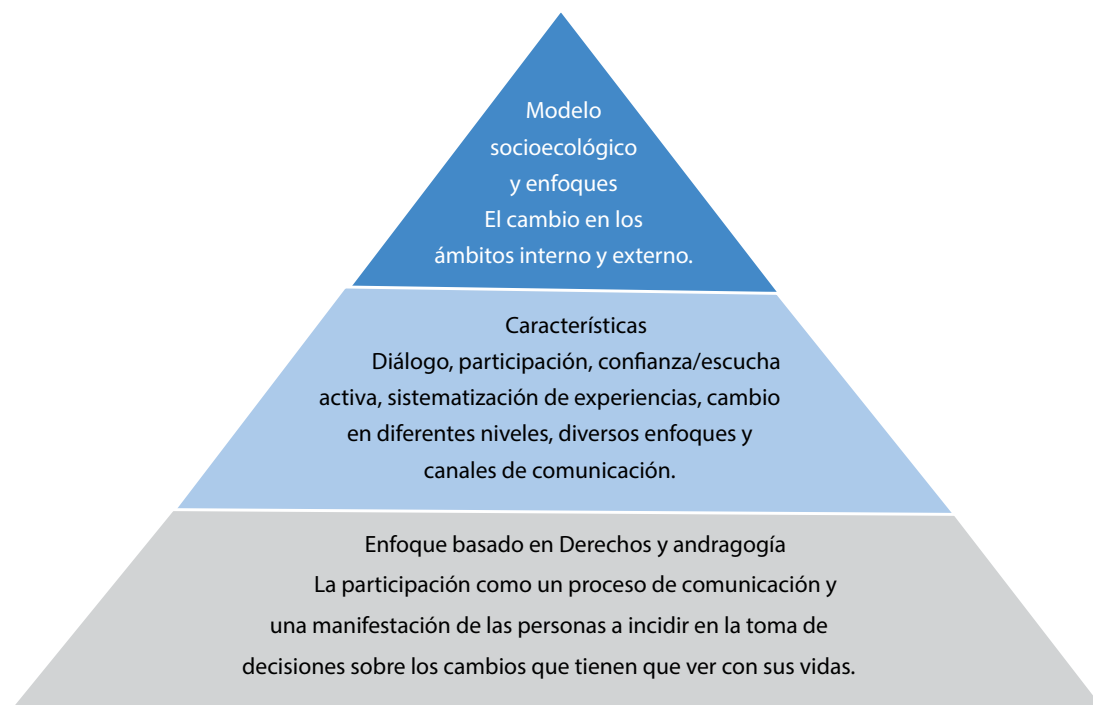 Modelo
socioecológico
y enfoques
El cambio en los
ámbitos interno y externo.
Características
Diálogo, participación, confianza/escucha
activa, sistematización de experiencias, cambio
en diferentes niveles, diversos enfoques y
canales de comunicación.
Enfoque basado en Derechos y andragogía
La participación como un proceso de comunicación y
una manifestación de las personas a incidir en la toma de
decisiones sobre los cambios que tienen que ver con sus vidas.